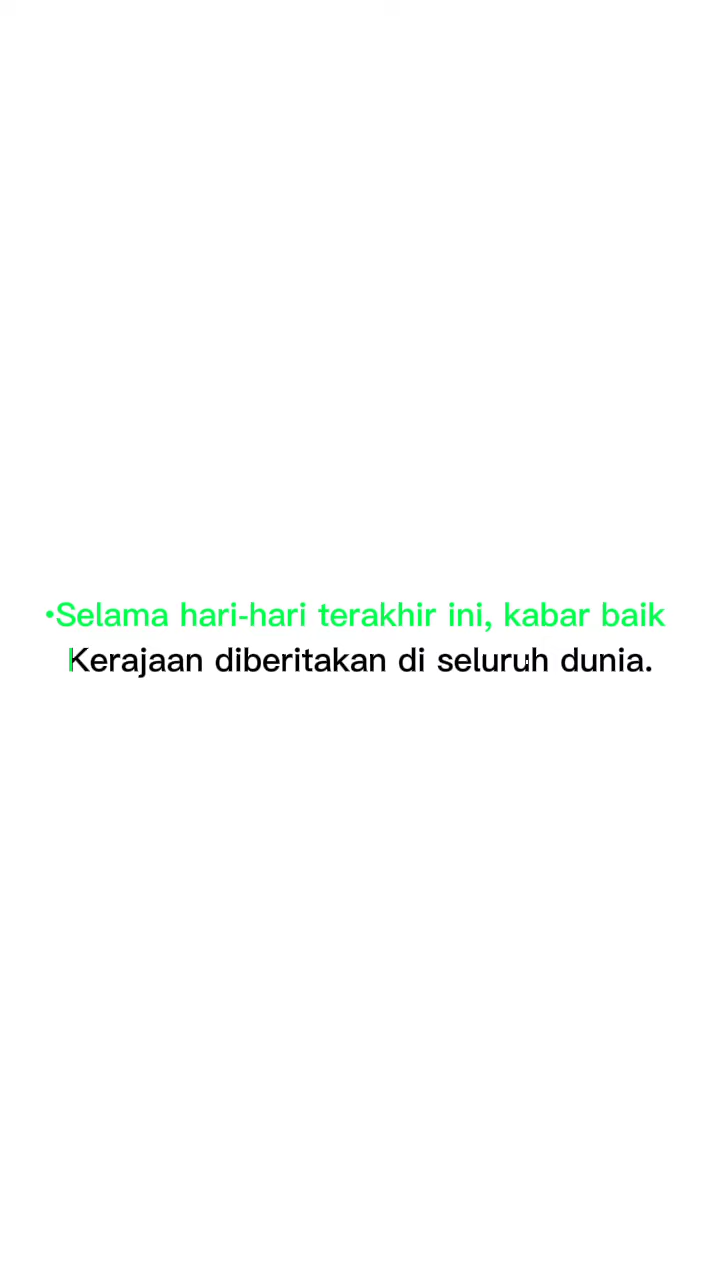 •Selama hari-hari terakhir ini, kabar baik
Kerajaan diberitakan di seluruh dunia.